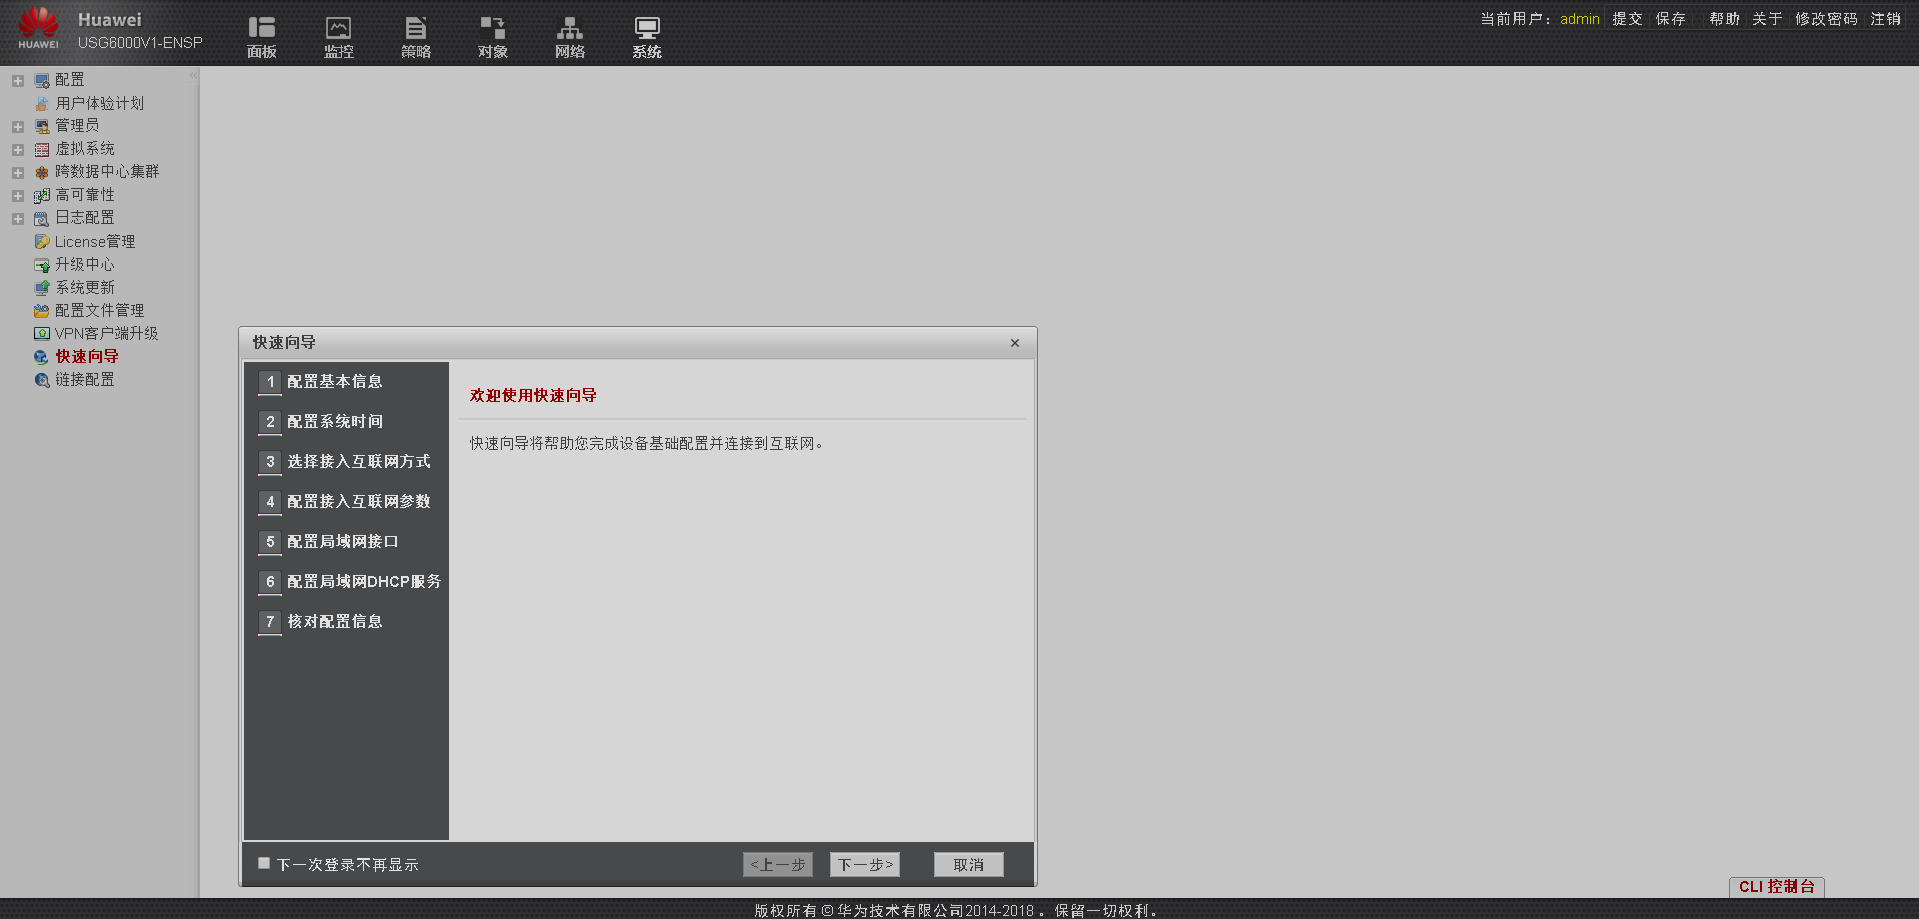 Huawei
USG6000V1-ENSP
HUAWEI
面板 监控 策略 对象 网络 系统
当前用户： admin 提交 保存 帮助 关于 修改密码 注销
配置
用户体验计划
管理员
虚拟系统
跨数据中心集群
高可靠性
日志配置
License管理
升级中心
系统更新
配置文件管理
VPN客户端升级
快速向导
链接配置
快速向导
1 配置基本信息
2 配置系统时间
3 选择接入互联网方式
4 配置接入互联网参数
5 配置局域网接口
6 配置局域网DHCP服务
7 核对配置信息
欢迎使用快速向导
快速向导将帮助您完成设备基础配置并连接到互联网。
下一次登录不再显示
<上一步 下一步> 取消
CLI 控制台
版权所有 © 华为技术有限公司2014-2018 。保留一切权利。